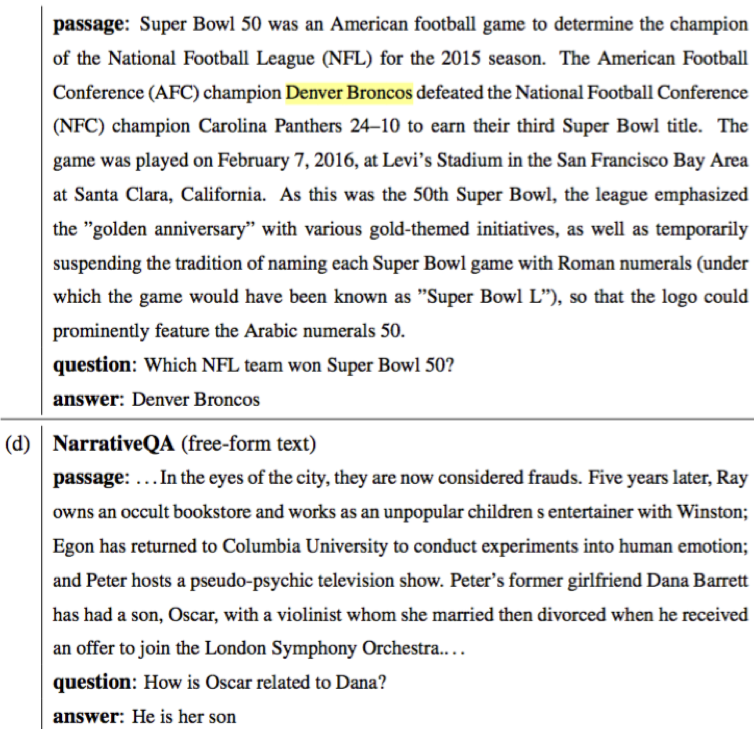 passage: Super Bowl 50 was an American football game to determine the champion
of the National Football League (NFL) for the 2015 season. The American Football
Conference (AFC) champion Denver Broncos defeated the National Football Conference
(NFC) champion Carolina Panthers 24–10 to earn their third Super Bowl title. The
game was played on February 7, 2016, at Levi's Stadium in the San Francisco Bay Area
at Santa Clara, California. As this was the 50th Super Bowl, the league emphasized
the ”golden anniversary” with various gold-themed initiatives, as well as temporarily
suspending the tradition of naming each Super Bowl game with Roman numerals (under
which the game would have been known as ”Super Bowl L”), so that the logo could
prominently feature the Arabic numerals 50.
question: Which NFL team won Super Bowl 50?
answer: Denver Broncos
(d) NarrativeQA (free-form text)
passage: ...In the eyes of the city, they are now considered frauds. Five years later, Ray
owns an occult bookstore and works as an unpopular children s entertainer with Winston;
Egon has returned to Columbia University to conduct experiments into human emotion;
and Peter hosts a pseudo-psychic television show. Peter's former girlfriend Dana Barrett
has had a son, Oscar, with a violinist whom she married then divorced when he received
an offer to join the London Symphony Orchestra....
question: How is Oscar related to Dana?
answer: He is her son